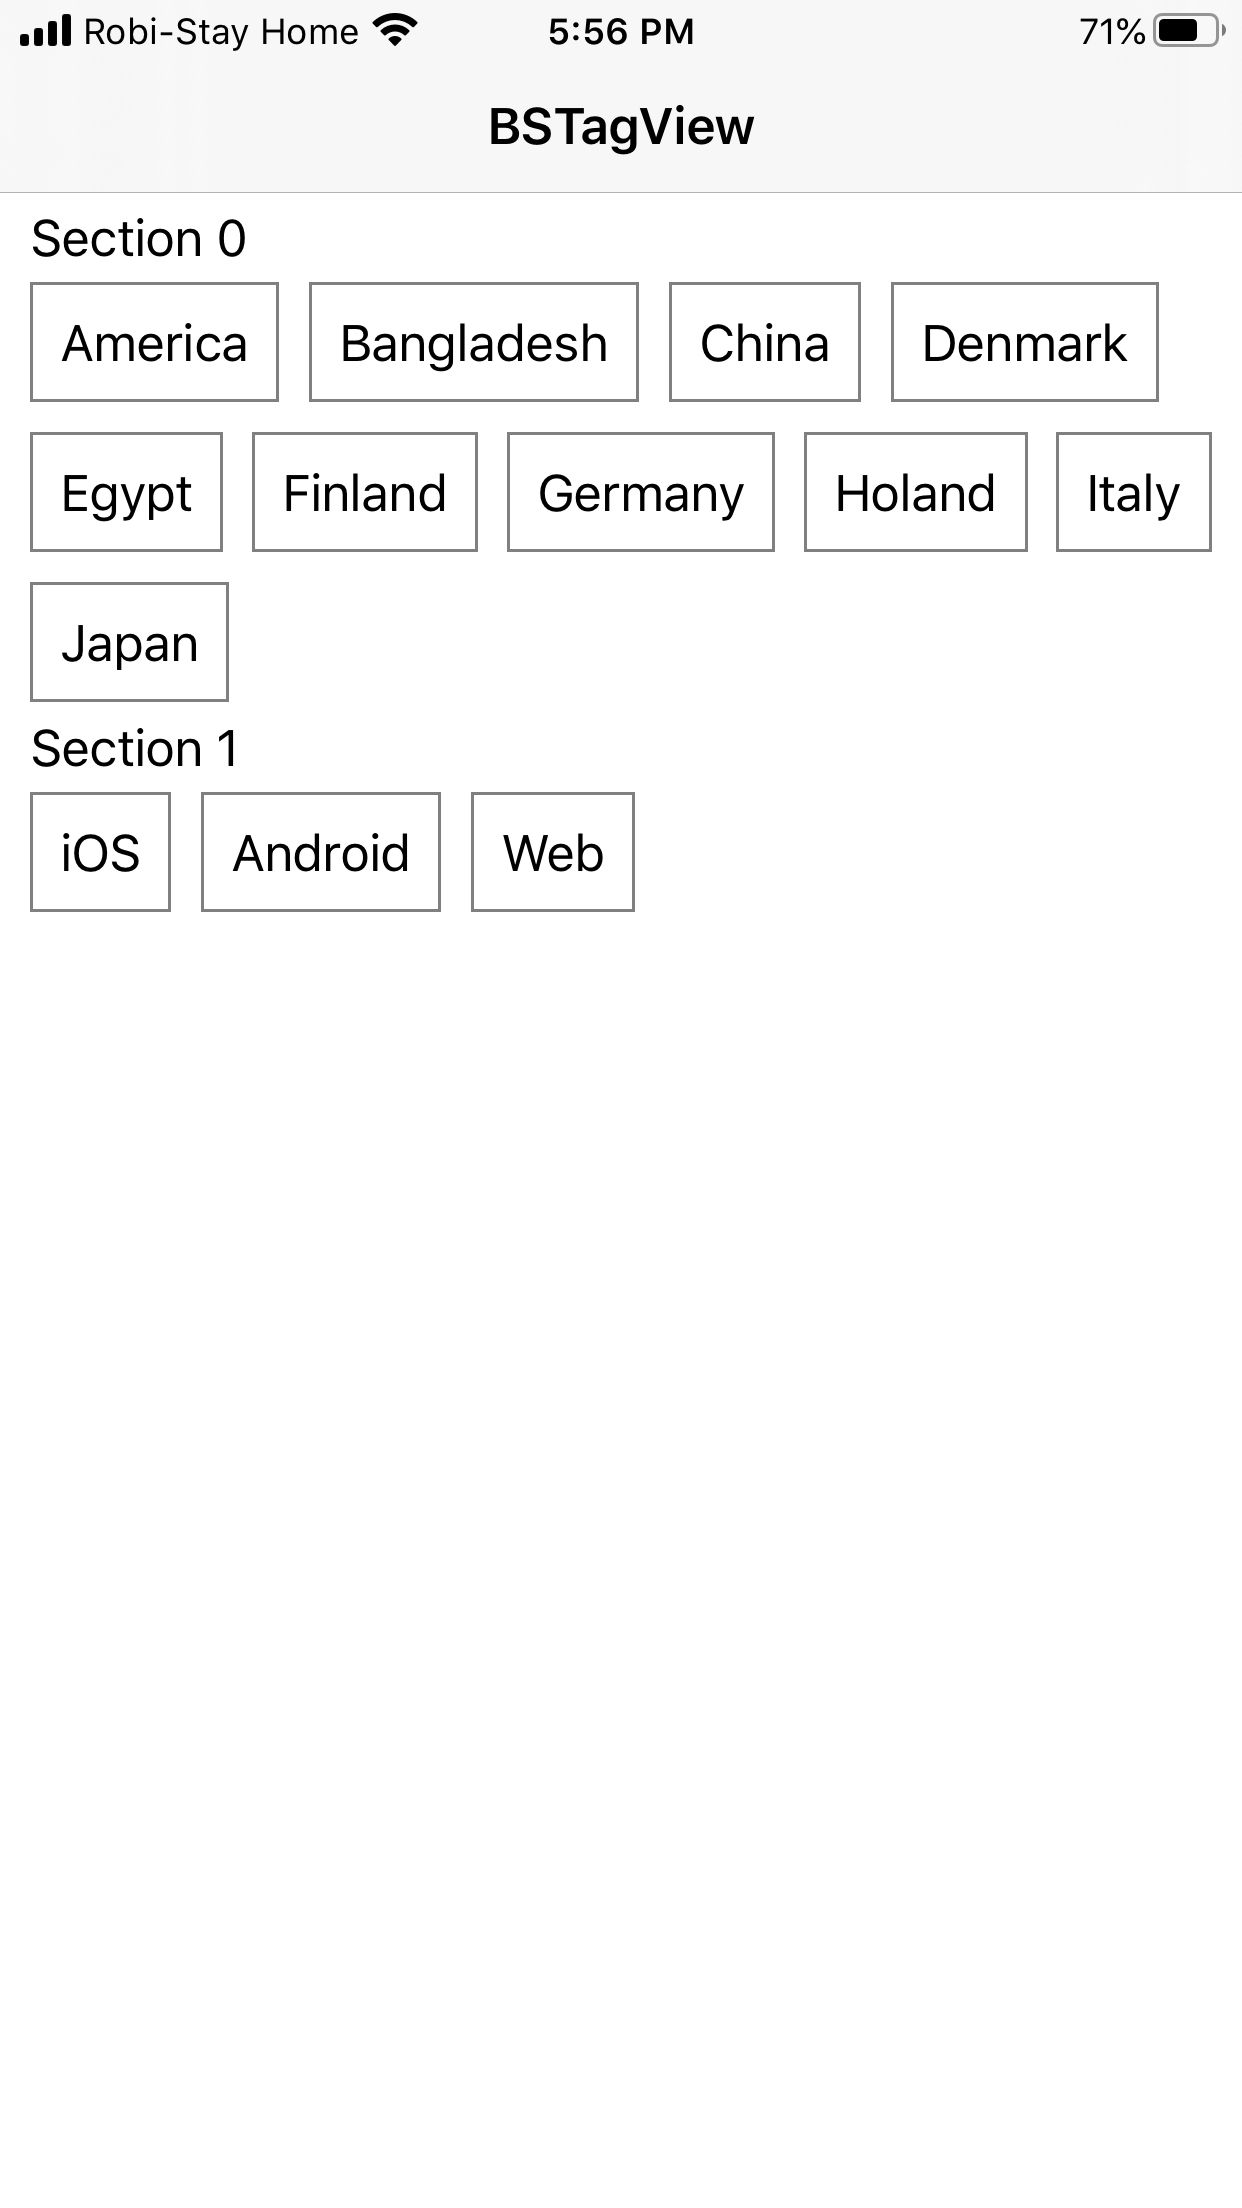 Robi-Stay Home 5:56 PM 71%
BSTagView
Section 0
America Bangladesh China Denmark
Egypt Finland Germany Holand Italy
Japan
Section 1
iOS Android Web